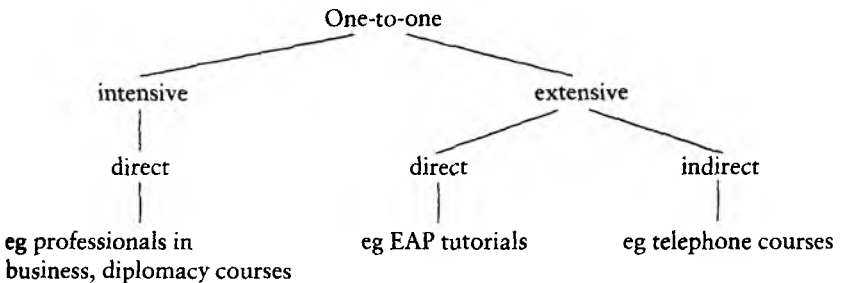 One-to-one
intensive extensive
direct direct indirect
eg professionals in eg EAP tutorials eg telephone courses
business, diplomacy courses